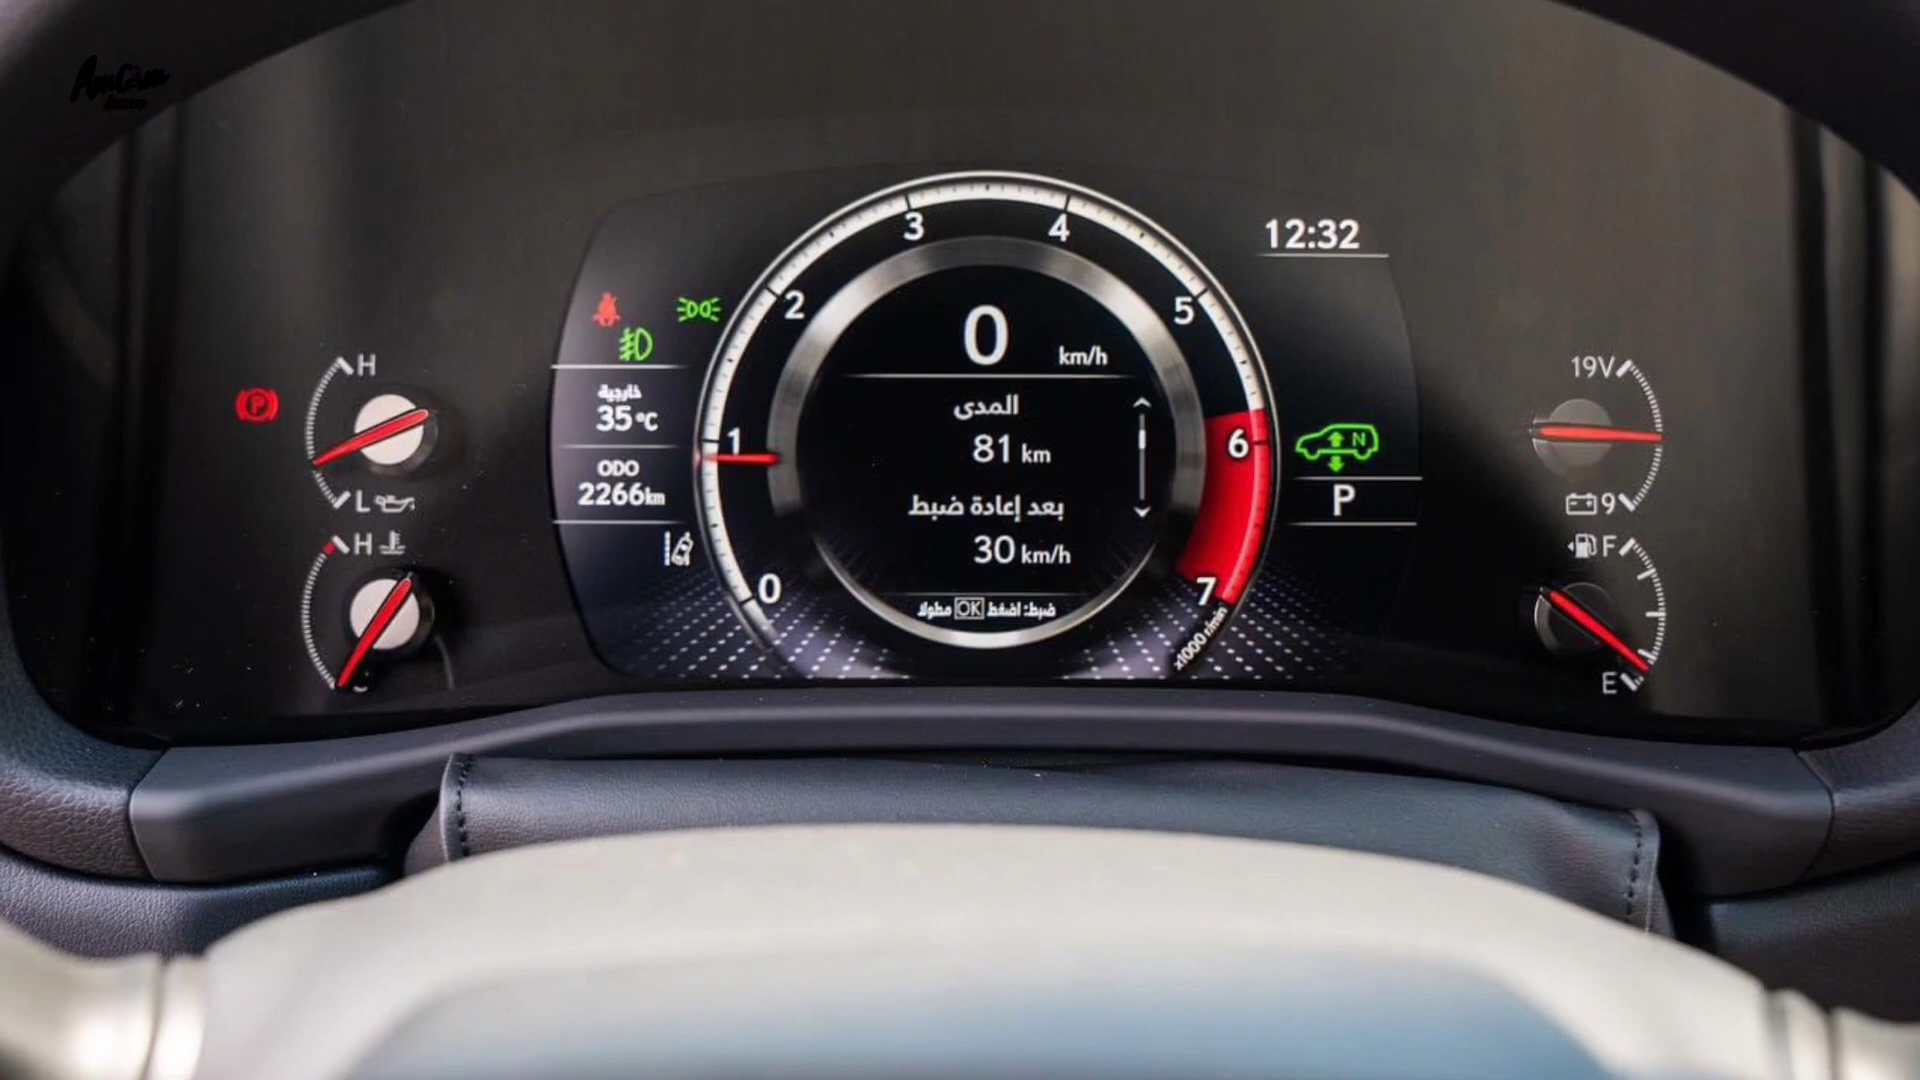 AmCam
3
4
12:32
2
5
0
km/h
H
19V
المدى
خارجية
35°C
81 km
1
6
N
ODO
2266km
P
بعد إعادة ضبط
L
9
H
F
30 km/h
0
7
ضبط: اضغط OK مطولا
x1000 r/min
E
P